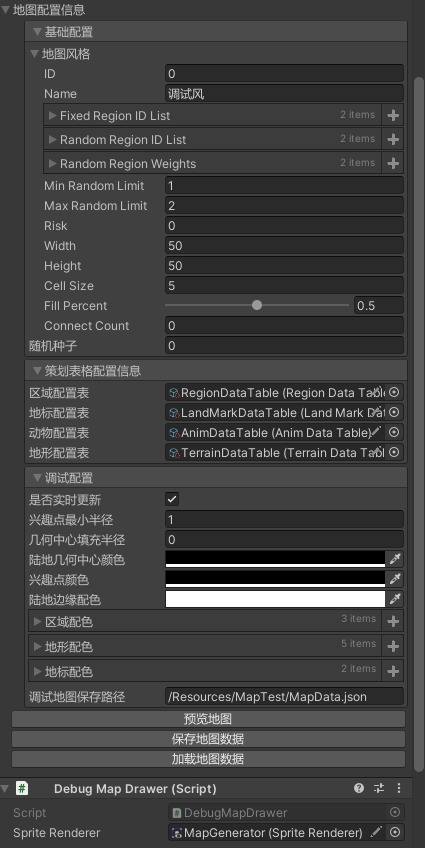 地图配置信息
基础配置
地图风格
ID 0
Name 调试风
Fixed Region ID List 2 items
Random Region ID List 2 items
Random Region Weights 2 items
Min Random Limit 1
Max Random Limit 2
Risk 0
Width 50
Height 50
Cell Size 5
Fill Percent 0.5
Connect Count 0
随机种子 0
策划表格配置信息
区域配置表 RegionDataTable (Region Data Tabl
地标配置表 LandMarkDataTable (Land Mark Dat
动物配置表 AnimDataTable (Anim Data Table)
地形配置表 TerrainDataTable (Terrain Data Tabl
调试配置
是否实时更新
兴趣点最小半径 1
几何中心填充半径 0
陆地几何中心颜色
兴趣点颜色
陆地边缘配色
区域配色 3 items
地形配色 5 items
地标配色 2 items
调试地图保存路径 /Resources/MapTest/MapData.json
预览地图
保存地图数据
加载地图数据
Debug Map Drawer (Script)
Script DebugMapDrawer
Sprite Renderer MapGenerator (Sprite Renderer)